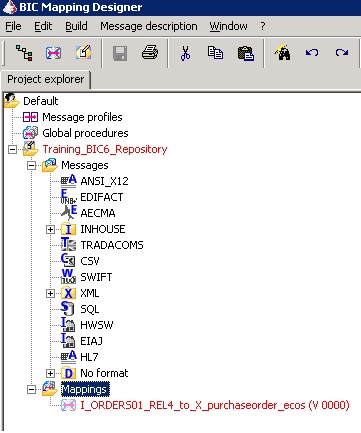 BIC Mapping Designer
File Edit Build Message description Window ?
Project explorer
Default
Message profiles
Global procedures
Training_BIC6_Repository
Messages
ANSI_X12
EDIFACT
AECMA
INHOUSE
TRADACOMS
CSV
SWIFT
XML
SQL
HWSW
EIAJ
HL7
No format
Mappings
I_ORDERS01_REL4_to_X_purchaseorder_ecos (V 0000)